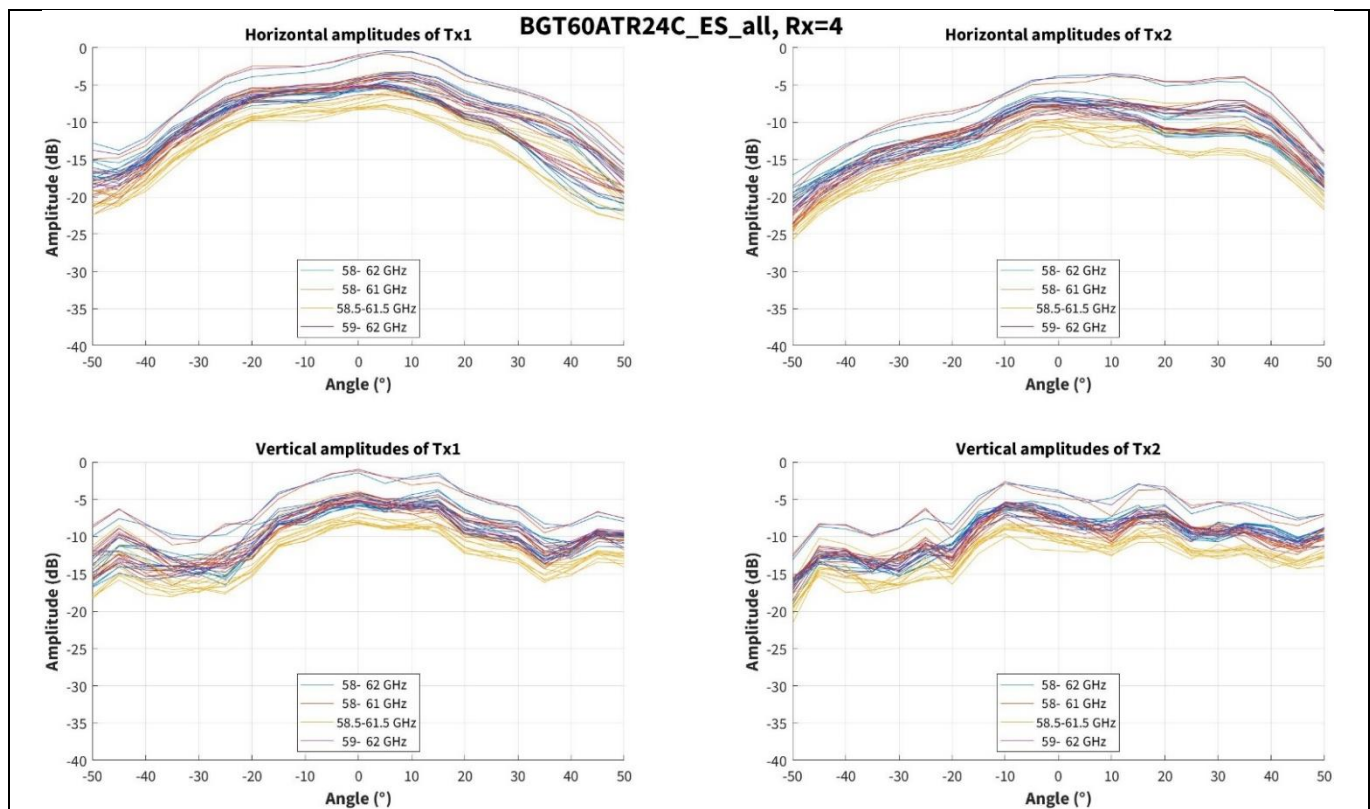 BGT60ATR24C_ES_all, Rx=4
Horizontal amplitudes of Tx1
0
-5
-10
-15
-20
-25
-30
-35
-40
Amplitude (dB)
58- 62 GHz
58- 61 GHz
58.5-61.5 GHz
59- 62 GHz
-50 -40 -30 -20 -10 0 10 20 30 40 50
Angle (°)
Horizontal amplitudes of Tx2
0
-5
-10
-15
-20
-25
-30
-35
-40
Amplitude (dB)
58- 62 GHz
58- 61 GHz
58.5-61.5 GHz
59- 62 GHz
-50 -40 -30 -20 -10 0 10 20 30 40 50
Angle (°)
Vertical amplitudes of Tx1
0
-5
-10
-15
-20
-25
-30
-35
-40
Amplitude (dB)
58- 62 GHz
58- 61 GHz
58.5-61.5 GHz
59- 62 GHz
-50 -40 -30 -20 -10 0 10 20 30 40 50
Angle (°)
Vertical amplitudes of Tx2
0
-5
-10
-15
-20
-25
-30
-35
-40
Amplitude (dB)
58- 62 GHz
58- 61 GHz
58.5-61.5 GHz
59- 62 GHz
-50 -40 -30 -20 -10 0 10 20 30 40 50
Angle (°)